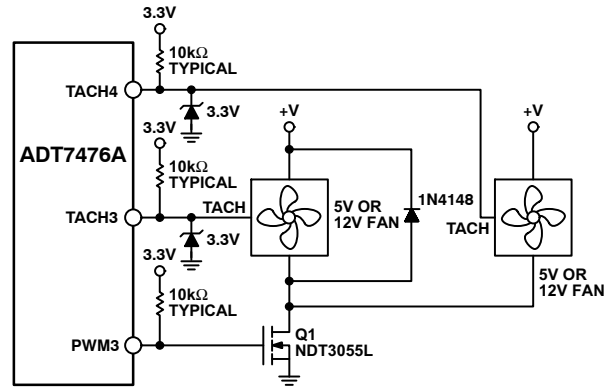 3.3V
10kΩ
TYPICAL
TACH4
3.3V
+V
+V
3.3V
ADT7476A
10kΩ
TYPICAL
1N4148
TACH
5V OR
12V FAN
TACH3
TACH
3.3V
3.3V
5V OR
12V FAN
10kΩ
TYPICAL
Q1
NDT3055L
PWM3